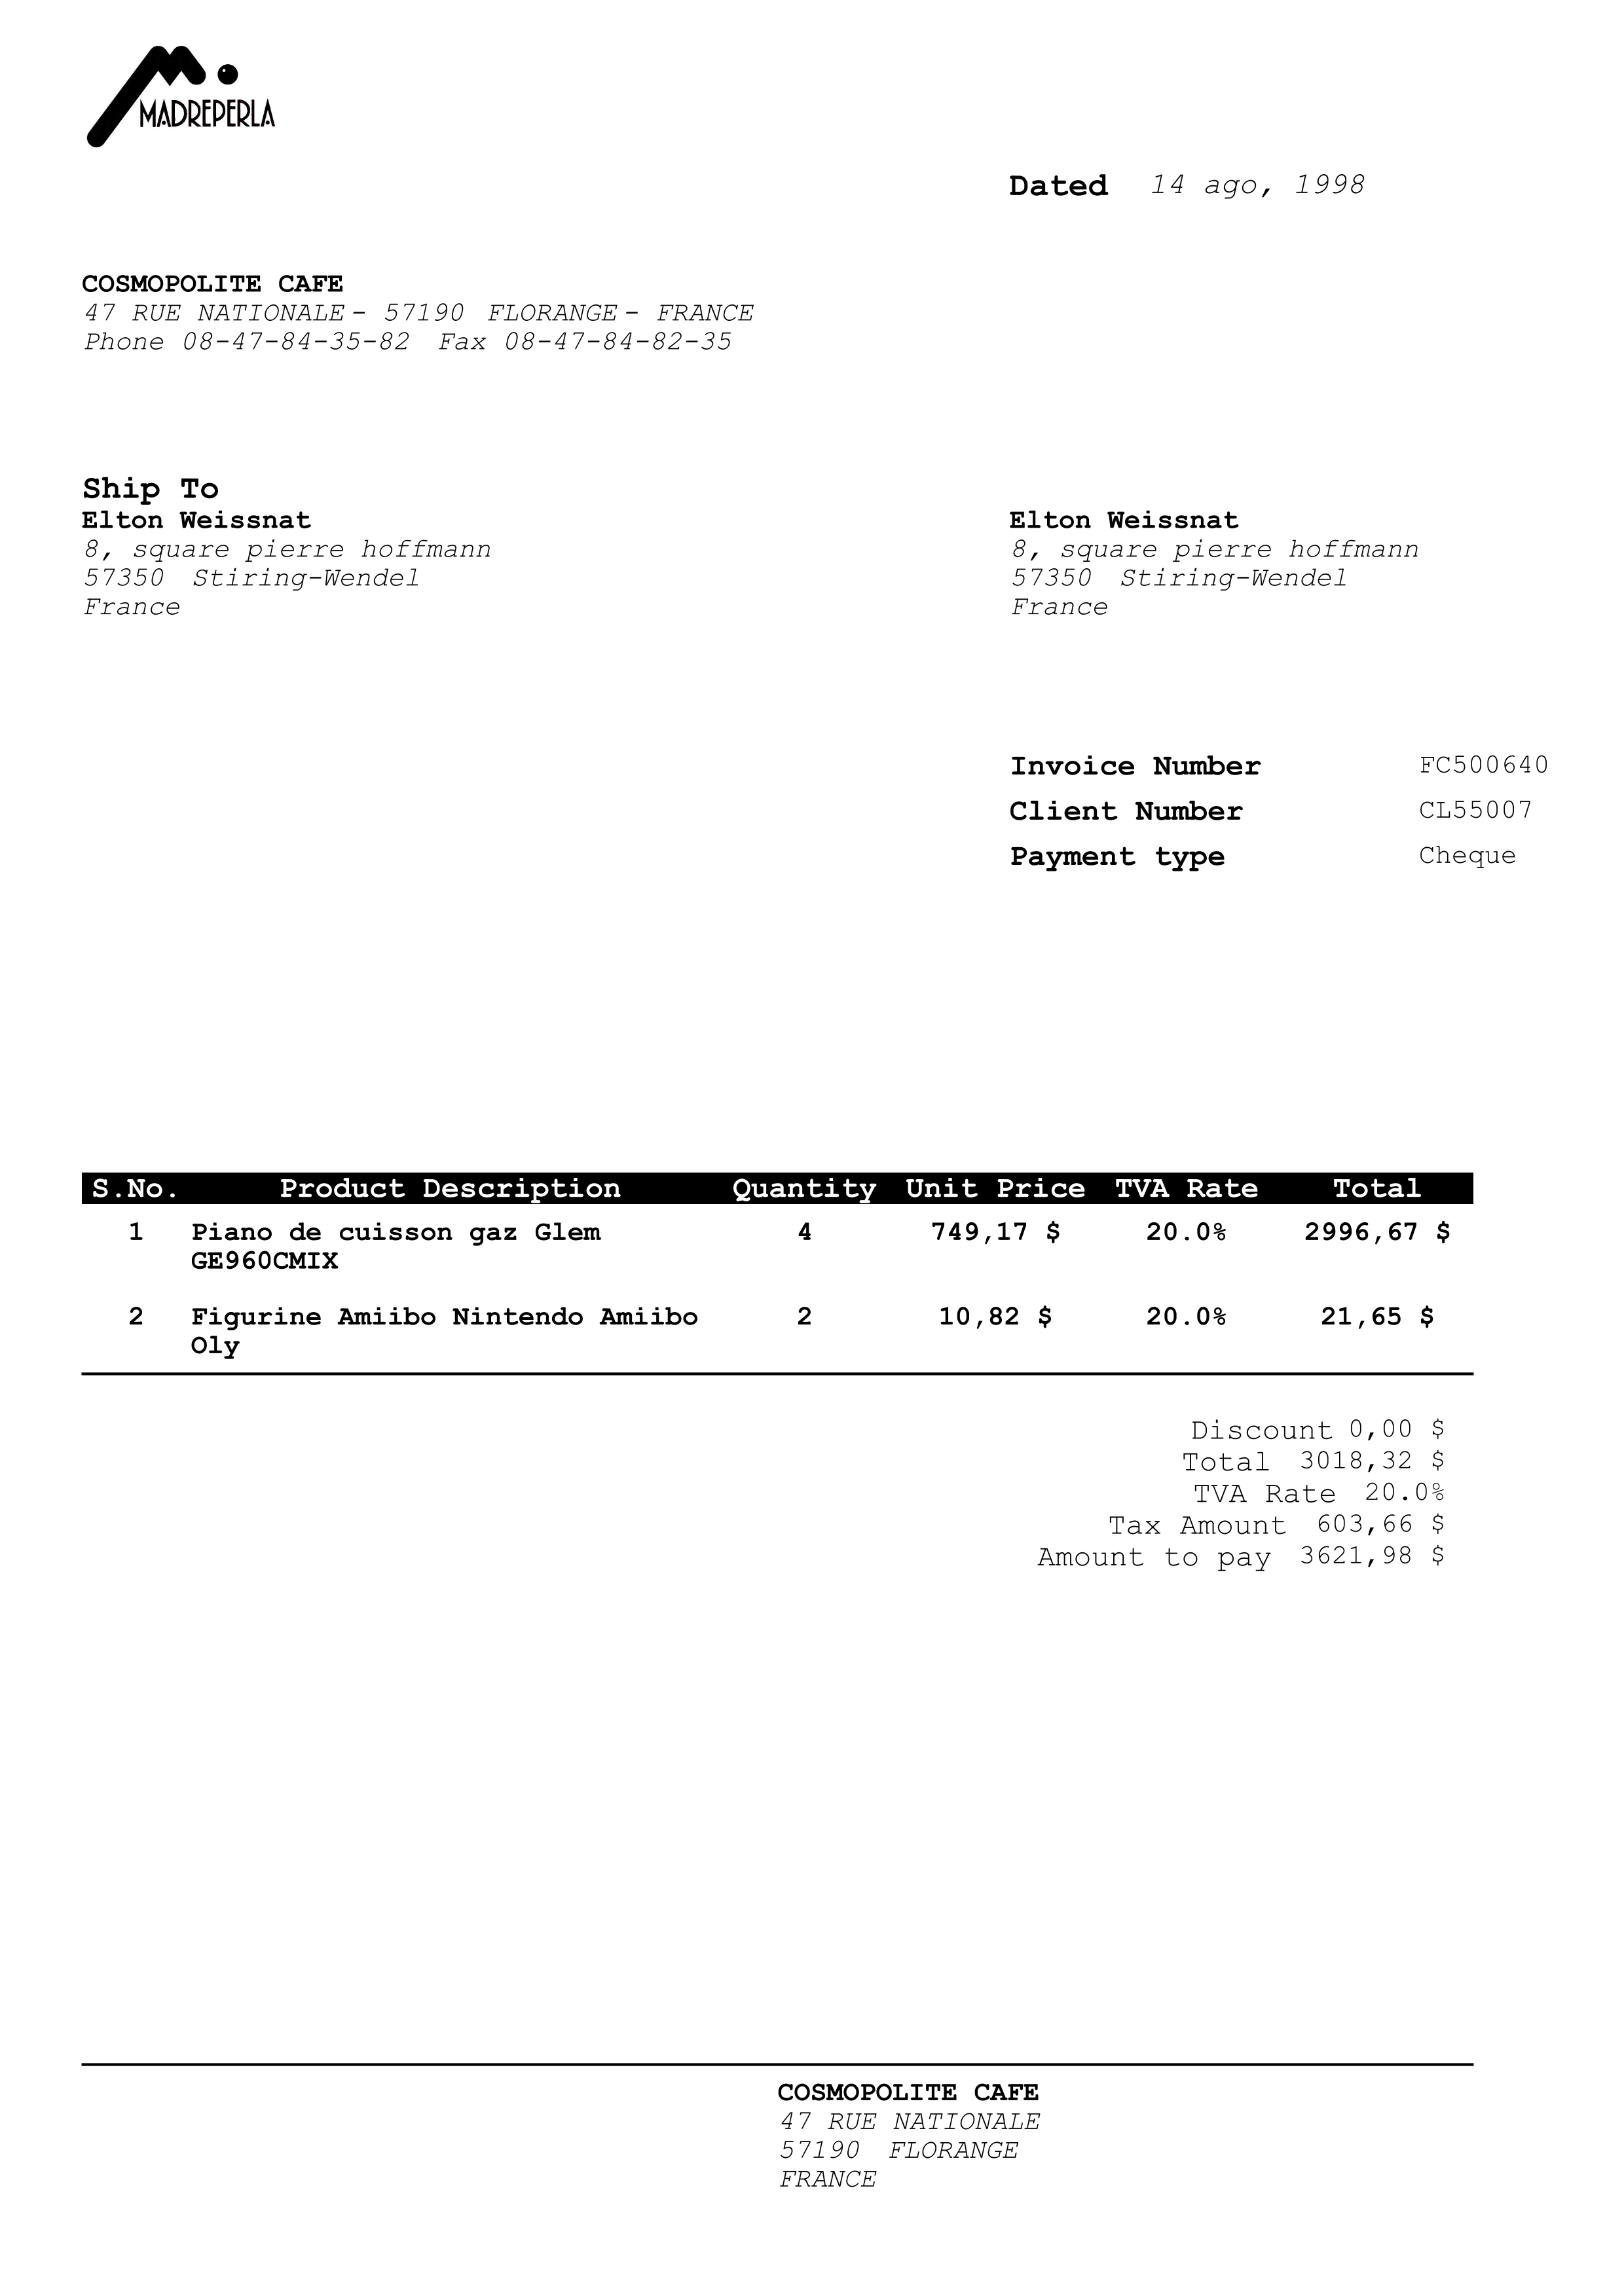 MADREPERLA
Dated 14 ago, 1998
COSMOPOLITE CAFE
47 RUE NATIONALE - 57190 FLORANGE - FRANCE
Phone 08-47-84-35-82 Fax 08-47-84-82-35
Ship To
Elton Weissnat
8, square pierre hoffmann
57350 Stiring-Wendel
France
Elton Weissnat
8, square pierre hoffmann
57350 Stiring-Wendel
France
Invoice Number FC500640
Client Number CL55007
Payment type Cheque
S.No. Product Description Quantity Unit Price TVA Rate Total
1 Piano de cuisson gaz Glem 4 749,17 $ 20.0% 2996,67 $
GE960CMIX
2 Figurine Amiibo Nintendo Amiibo 2 10,82 $ 20.0% 21,65 $
Oly
Discount 0,00 $
Total 3018,32 $
TVA Rate 20.0%
Tax Amount 603,66 $
Amount to pay 3621,98 $
COSMOPOLITE CAFE
47 RUE NATIONALE
57190 FLORANGE
FRANCE